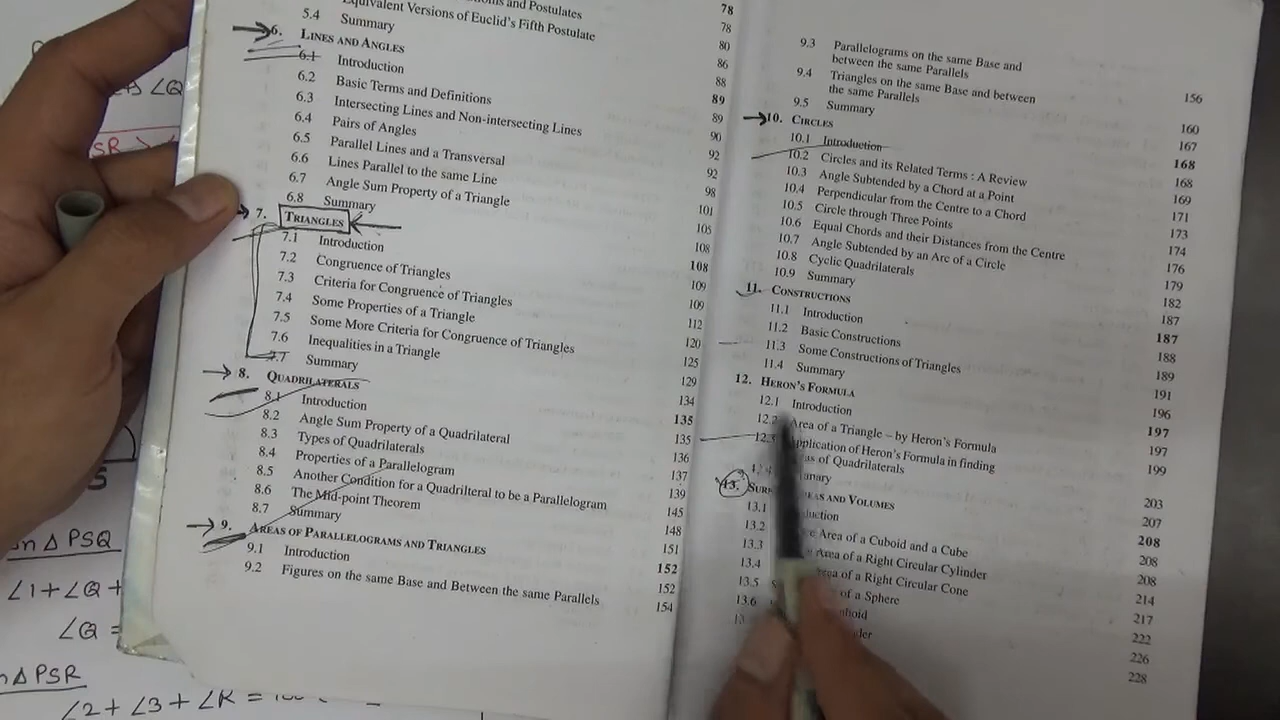 ns and Postulates 78
Equivalent Versions of Euclid's Fifth Postulate 78
5.4 Summary 80
6. LINES AND ANGLES 86
6.1 Introduction 88
6.2 Basic Terms and Definitions 89
6.3 Intersecting Lines and Non-intersecting Lines 89
6.4 Pairs of Angles 90
6.5 Parallel Lines and a Transversal 92
6.6 Lines Parallel to the same Line 92
6.7 Angle Sum Property of a Triangle 98
6.8 Summary 101
7. TRIANGLES 105
7.1 Introduction 108
7.2 Congruence of Triangles 108
7.3 Criteria for Congruence of Triangles 109
7.4 Some Properties of a Triangle 109
7.5 Some More Criteria for Congruence of Triangles 112
7.6 Inequalities in a Triangle 120
7.7 Summary 125
8. QUADRILATERALS 129
8.1 Introduction 134
8.2 Angle Sum Property of a Quadrilateral 135
8.3 Types of Quadrilaterals 135
8.4 Properties of a Parallelogram 136
8.5 Another Condition for a Quadrilteral to be a Parallelogram 137
8.6 The Mid-point Theorem 139
8.7 Summary 145
9. AREAS OF PARALLELOGRAMS AND TRIANGLES 148
9.1 Introduction 151
152
9.2 Figures on the same Base and Between the same Parallels 152
154
9.3 Parallelograms on the same Base and
between the same Parallels
9.4 Triangles on the same Base and between
the same Parallels 156
9.5 Summary
10. CIRCLES 160
10.1 Introduction 167
10.2 Circles and its Related Terms : A Review 168
10.3 Angle Subtended by a Chord at a Point 168
10.4 Perpendicular from the Centre to a Chord 169
10.5 Circle through Three Points 171
10.6 Equal Chords and their Distances from the Centre 173
10.7 Angle Subtended by an Arc of a Circle 174
10.8 Cyclic Quadrilaterals 176
10.9 Summary 179
11. CONSTRUCTIONS 182
11.1 Introduction 187
11.2 Basic Constructions 187
11.3 Some Constructions of Triangles 188
11.4 Summary 189
12. HERON'S FORMULA 191
12.1 Introduction 196
12.2 Area of a Triangle – by Heron's Formula 197
12.3 Application of Heron's Formula in finding 197
as of Quadrilaterals 199
mmary
13. SURF EAS AND VOLUMES 203
13.1 duction 207
13.2 e Area of a Cuboid and a Cube 208
13.3 Area of a Right Circular Cylinder 208
13.4 rea of a Right Circular Cone 208
13.5 S of a Sphere 214
13.6 uboid 217
nder 222
226
228
∠Q
SR >
S
In Δ PSQ
∠1 + ∠Q +
∠Q =
n Δ PSR
∠2 + ∠3 + ∠R =